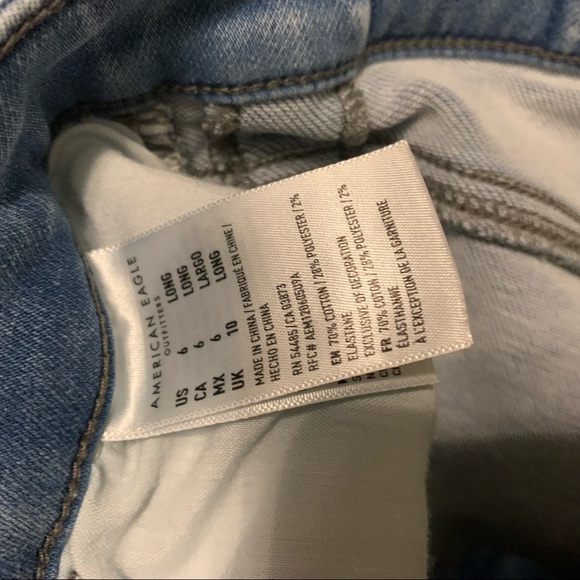 AMERICAN EAGLE
OUTFITTERS
US 6 LONG
CA 6 LONG
MX 6 LARGO
UK 10 LONG
MADE IN CHINA / FABRIQUÉ EN CHINE /
HECHO EN CHINA
RN 54485 / CA 03873
RFC# AEM120605U9A
EN 70% COTTON / 28% POLYESTER / 2%
ELASTANE
EXCLUSIVE OF DECORATION
70% COTON / 28% POLYESTER / 2%
FR
ÉLASTHANNE
À L'EXCEPTION DE LA GARNITURE